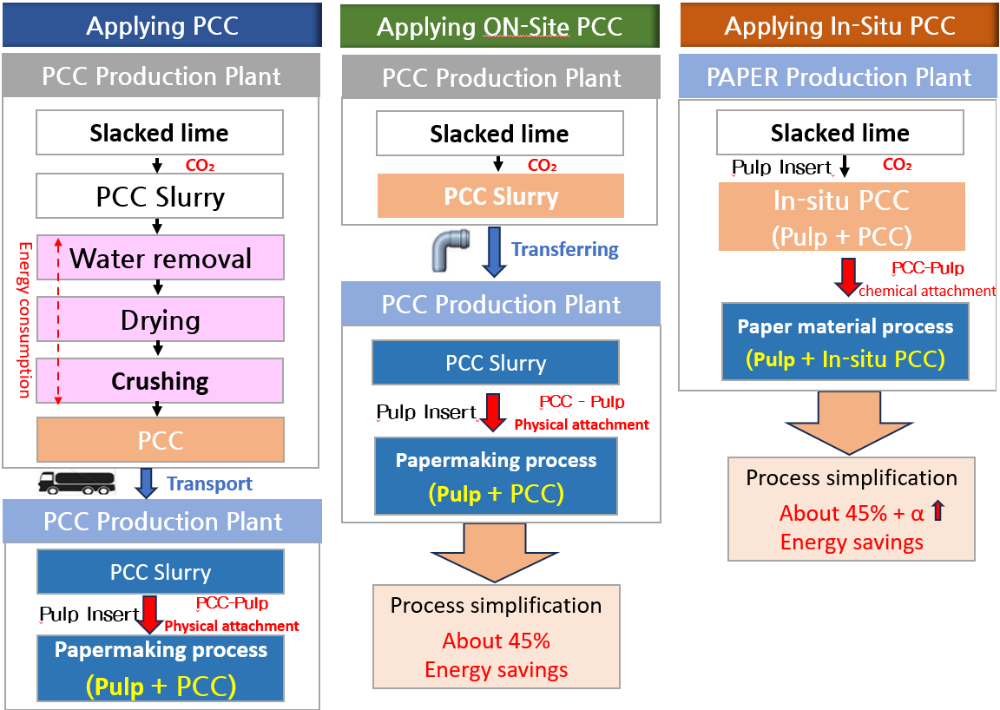 Applying PCC
PCC Production Plant
Slacked lime
CO₂
PCC Slurry
Water removal
Drying
Crushing
Energy consumption
PCC
Transport
PCC Production Plant
PCC Slurry
Pulp Insert
PCC-Pulp
Physical attachment
Papermaking process
(Pulp + PCC)
Applying ON-Site PCC
PCC Production Plant
Slacked lime
CO₂
PCC Slurry
Transferring
PCC Production Plant
PCC Slurry
Pulp Insert
PCC - Pulp
Physical attachment
Papermaking process
(Pulp + PCC)
Process simplification
About 45%
Energy savings
Applying In-Situ PCC
PAPER Production Plant
Slacked lime
Pulp Insert
CO₂
In-situ PCC
(Pulp + PCC)
PCC-Pulp
chemical attachment
Paper material process
(Pulp + In-situ PCC)
Process simplification
About 45% + α
Energy savings